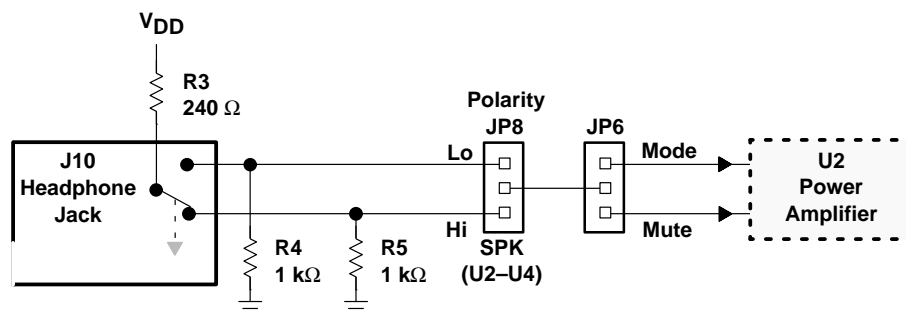 VDD
R3
240 Ω
Polarity
JP8
JP6
J10
Headphone
Jack
Lo
Hi
Mode
Mute
U2
Power
Amplifier
R4
1 kΩ
R5
1 kΩ
SPK
(U2–U4)